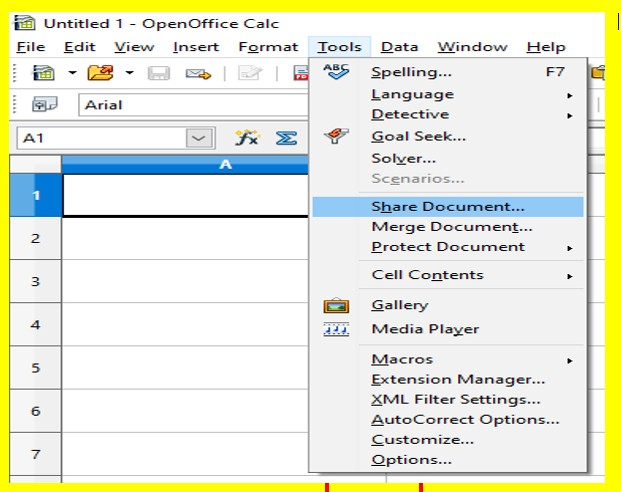 Untitled 1 - OpenOffice Calc
File Edit View Insert Format Tools Data Window Help
ABC Spelling... F7
Language
Arial
Detective
A1
Goal Seek...
Solver...
A
Scenarios...
1
Share Document...
Merge Document...
2
Protect Document
3
Cell Contents
Gallery
4
Media Player
5
Macros
Extension Manager...
6
XML Filter Settings...
AutoCorrect Options...
Customize...
7
Options...